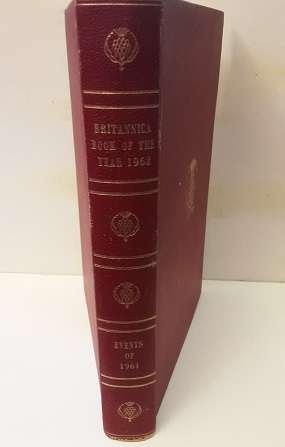 BRITANNICA
BOOK OF THE
YEAR 1962
EVENTS
OF
1961